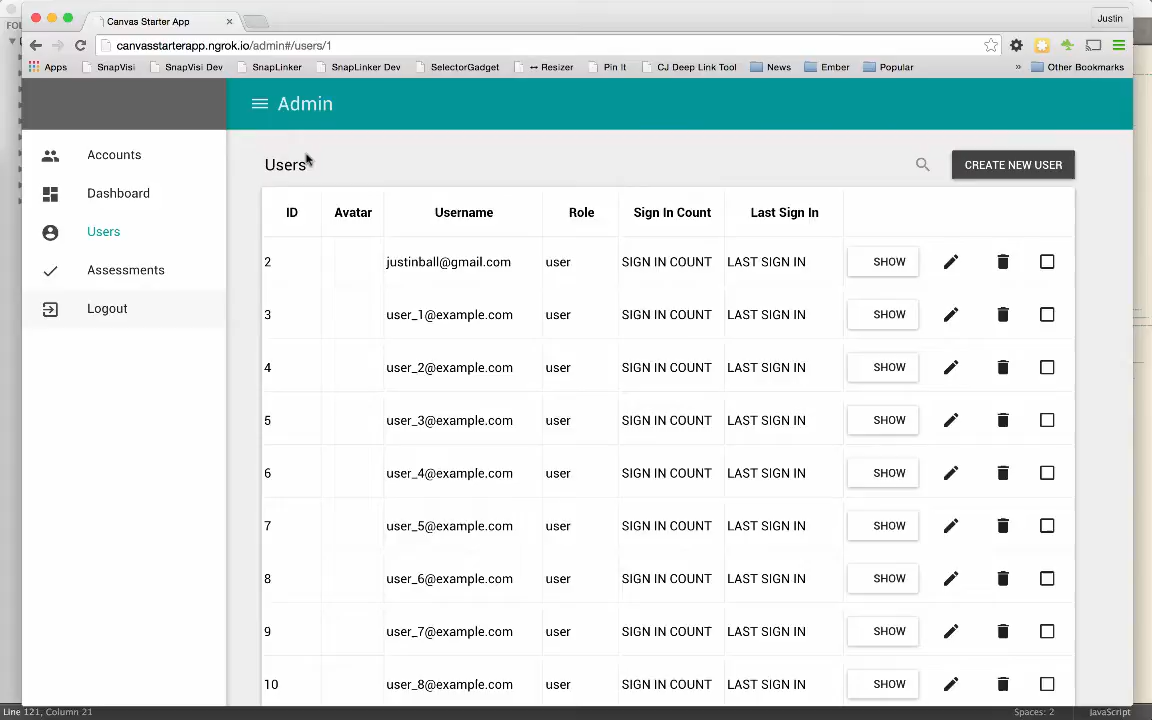 Canvas Starter App
Justin
FOL
canvasstarterapp.ngrok.io/admin#/users/1
Apps SnapVisi SnapVisi Dev SnapLinker SnapLinker Dev SelectorGadget ↔ Resizer Pin It CJ Deep Link Tool News Ember Popular » Other Bookmarks
Admin
Accounts
Dashboard
Users
Assessments
Logout
Users
CREATE NEW USER
ID Avatar Username Role Sign In Count Last Sign In
2 justinball@gmail.com user SIGN IN COUNT LAST SIGN IN SHOW
3 user_1@example.com user SIGN IN COUNT LAST SIGN IN SHOW
4 user_2@example.com user SIGN IN COUNT LAST SIGN IN SHOW
5 user_3@example.com user SIGN IN COUNT LAST SIGN IN SHOW
6 user_4@example.com user SIGN IN COUNT LAST SIGN IN SHOW
7 user_5@example.com user SIGN IN COUNT LAST SIGN IN SHOW
8 user_6@example.com user SIGN IN COUNT LAST SIGN IN SHOW
9 user_7@example.com user SIGN IN COUNT LAST SIGN IN SHOW
10 user_8@example.com user SIGN IN COUNT LAST SIGN IN SHOW
Line 121, Column 21
Spaces: 2
JavaScript